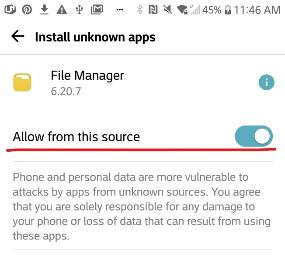 45% 11:46 AM
Install unknown apps
File Manager
6.20.7
Allow from this source
Phone and personal data are more vulnerable to
attacks by apps from unknown sources. You agree
that you are solely responsible for any damage to
your phone or loss of data that can result from using
these apps.